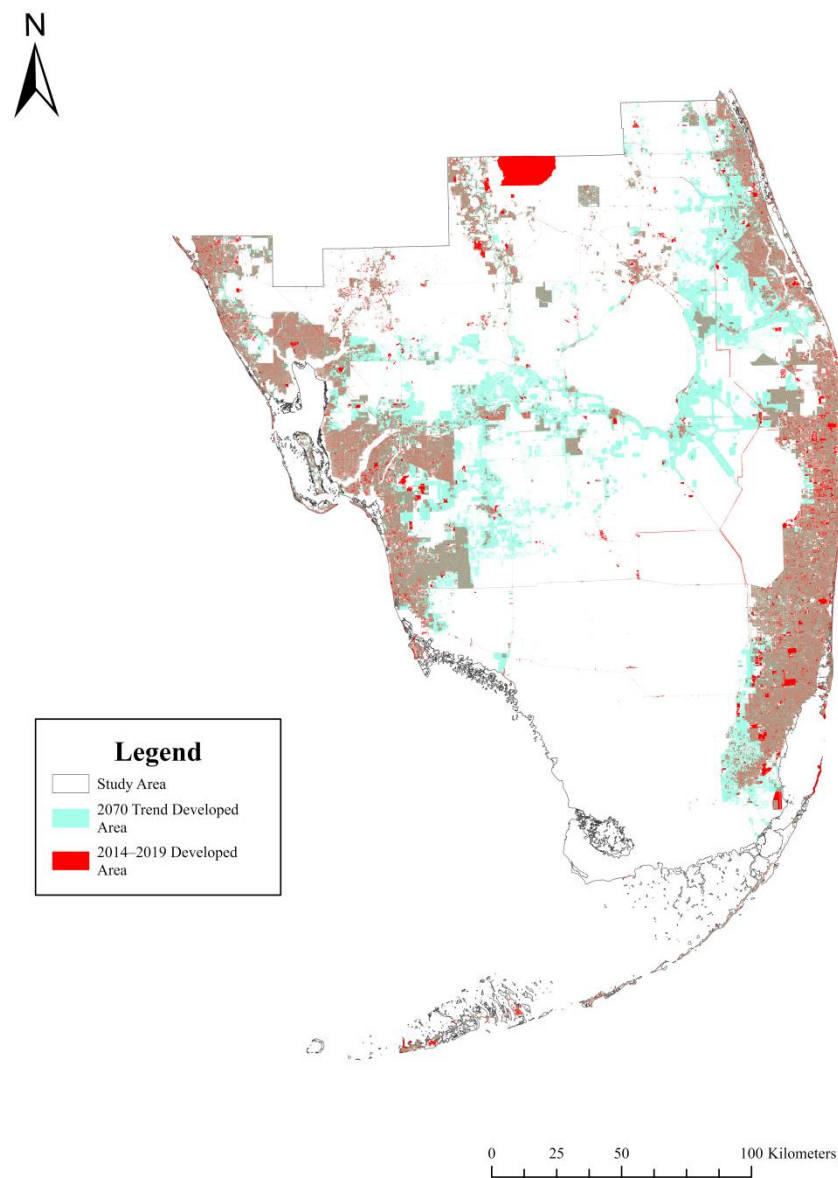 N
Legend
Study Area
2070 Trend Developed
Area
2014–2019 Developed
Area
0 25 50 100 Kilometers